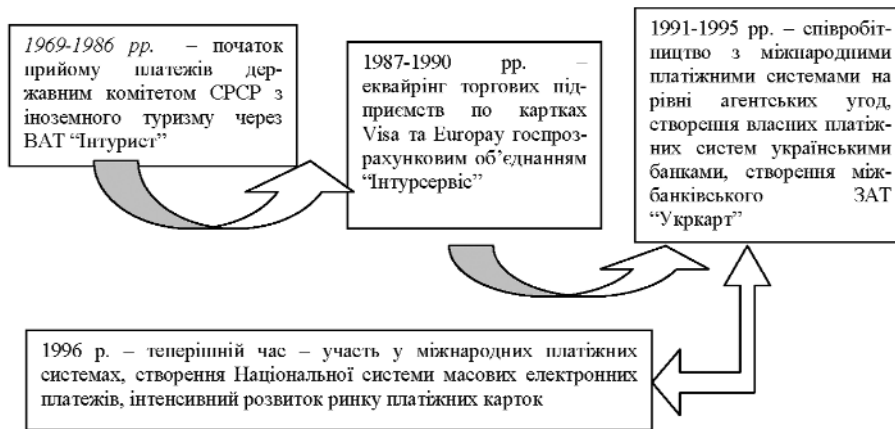 1969-1986 рр. – початок
прийому платежів дер-
жавним комітетом СРСР з
іноземного туризму через
ВАТ “Інтурист”
1987-1990 рр. –
еквайрінг торгових під-
приємств по картках
Visa та Europay госпроз-
рахунковим об’єднанням
“Інтурсервіс”
1991-1995 рр. – співробіт-
ництво з міжнародними
платіжними системами на
рівні агентських угод,
створення власних платіж-
них систем українськими
банками, створення між-
банківського ЗАТ
“Укркарт”
1996 р. – теперішній час – участь у міжнародних платіжних
системах, створення Національної системи масових електронних
платежів, інтенсивний розвиток ринку платіжних карток